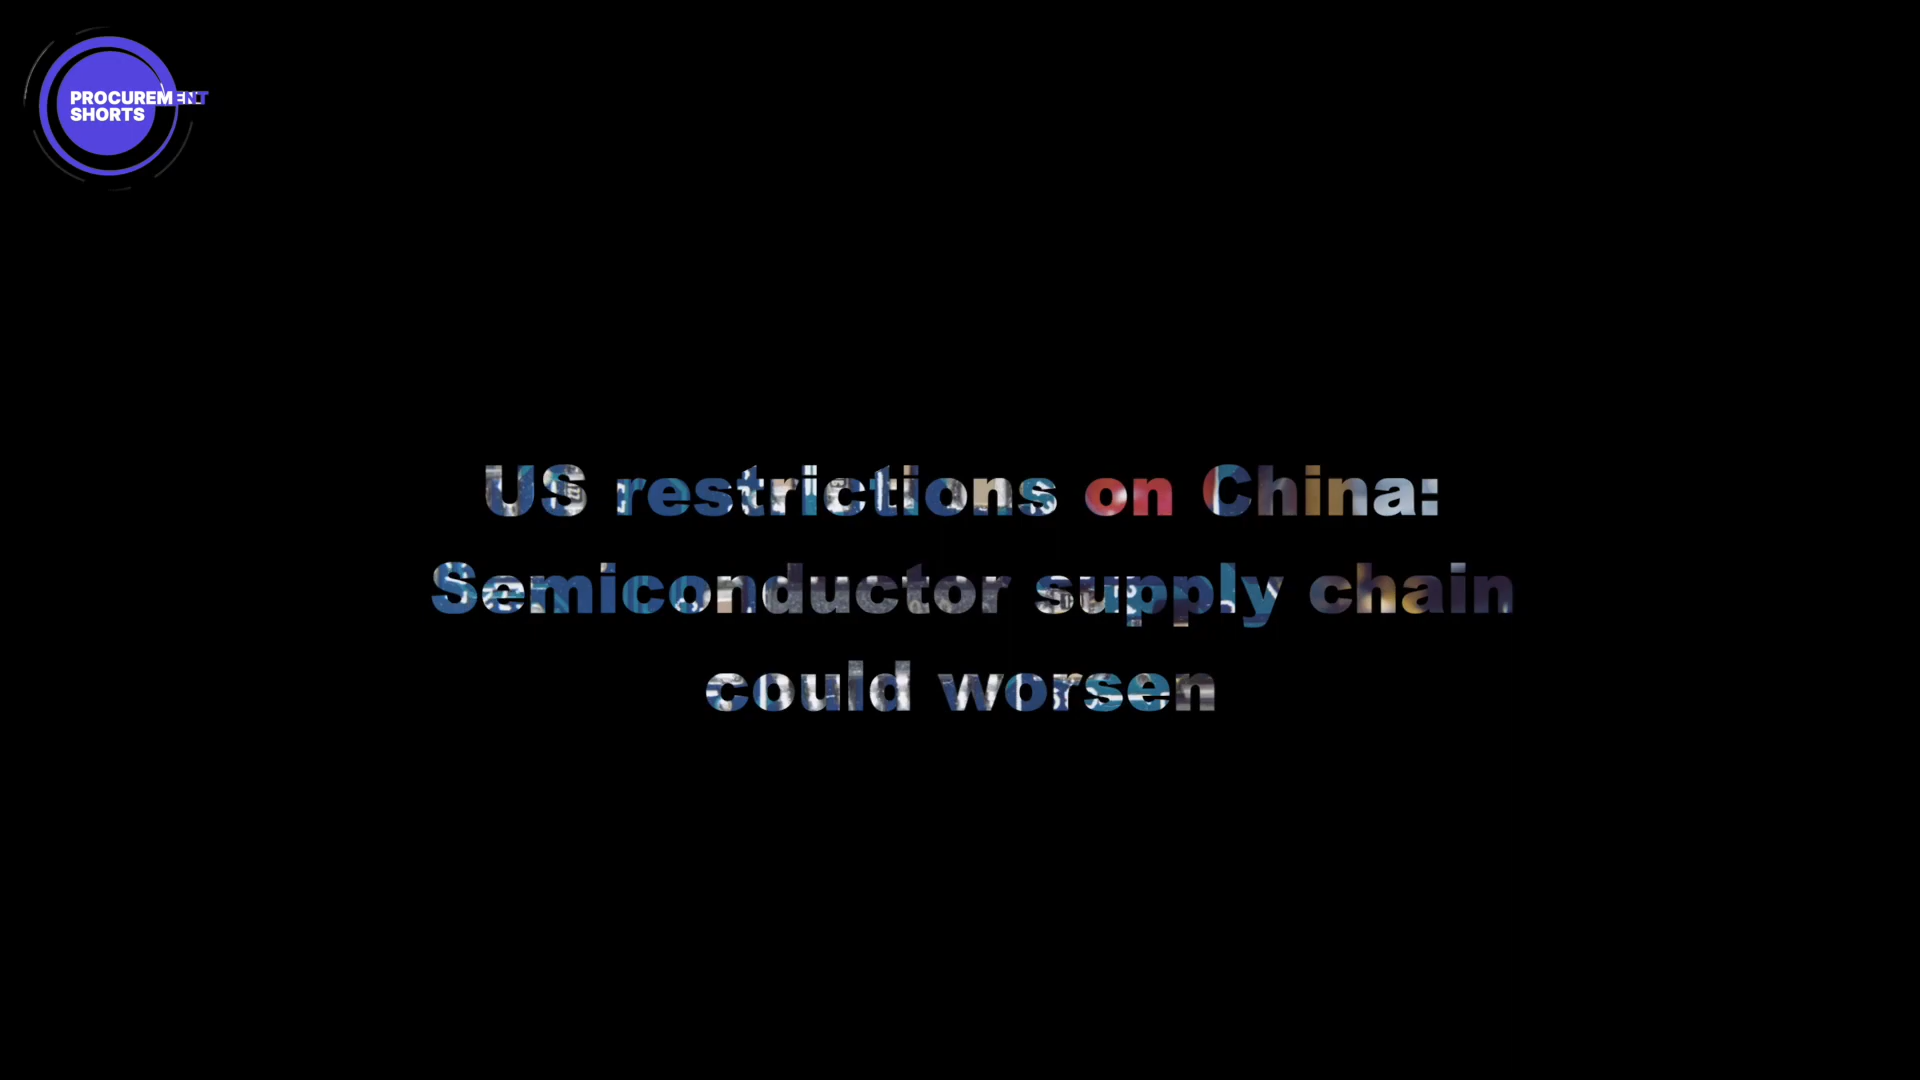 PROCUREMENT
SHORTS
US restrictions on China:
Semiconductor supply chain
could worsen